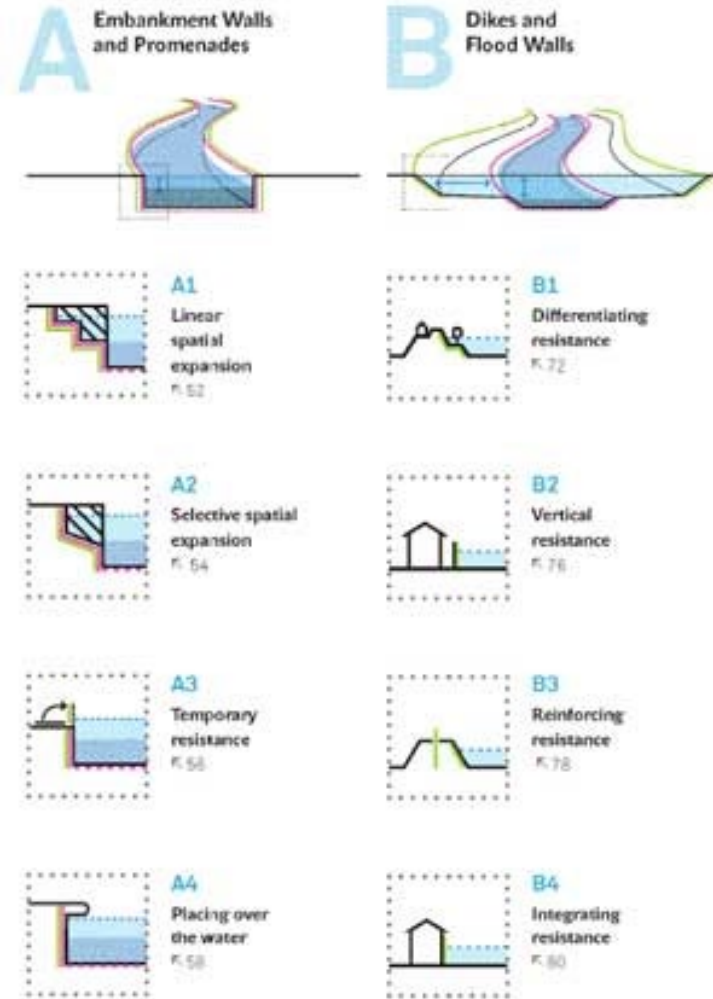 A
Embankment Walls
and Promenades
A1
Linear
spatial
expansion
↖ 52
A2
Selective spatial
expansion
↖ 54
A3
Temporary
resistance
↖ 56
A4
Placing over
the water
↖ 58
B
Dikes and
Flood Walls
B1
Differentiating
resistance
↖ 72
B2
Vertical
resistance
↖ 76
B3
Reinforcing
resistance
↖ 78
B4
Integrating
resistance
↖ 80